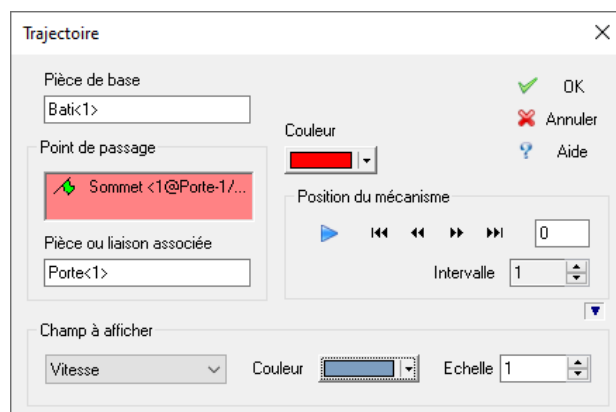 Trajectoire
Pièce de base
Bati<1>
OK
Annuler
Aide
Couleur
Point de passage
Sommet <1@Porte-1/...
Position du mécanisme
0
Pièce ou liaison associée
Porte<1>
Intervalle
1
Champ à afficher
Vitesse
Couleur
Echelle
1